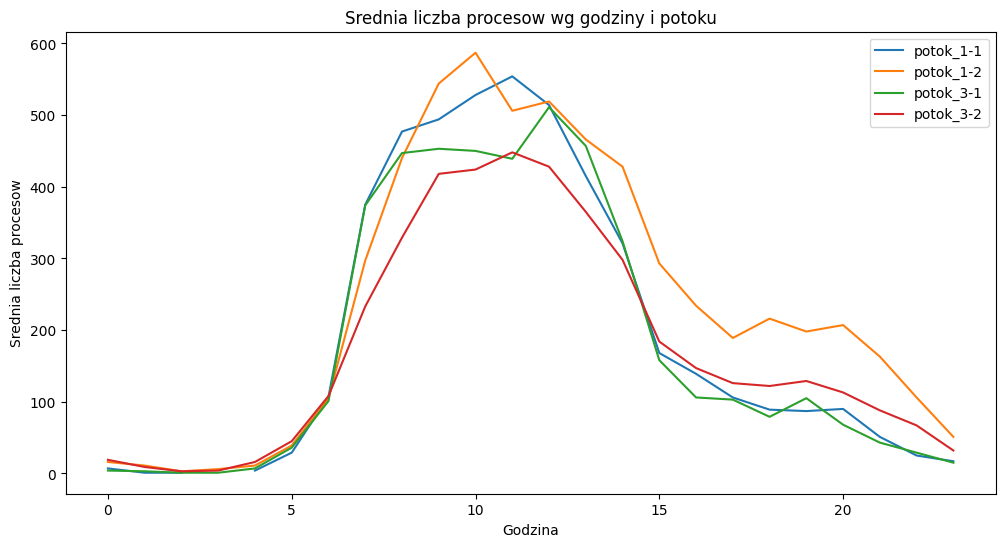 Srednia liczba procesow wg godziny i potoku
potok_1-1
potok_1-2
potok_3-1
potok_3-2
Srednia liczba procesow
600
500
400
300
200
100
0
0 5 10 15 20
Godzina